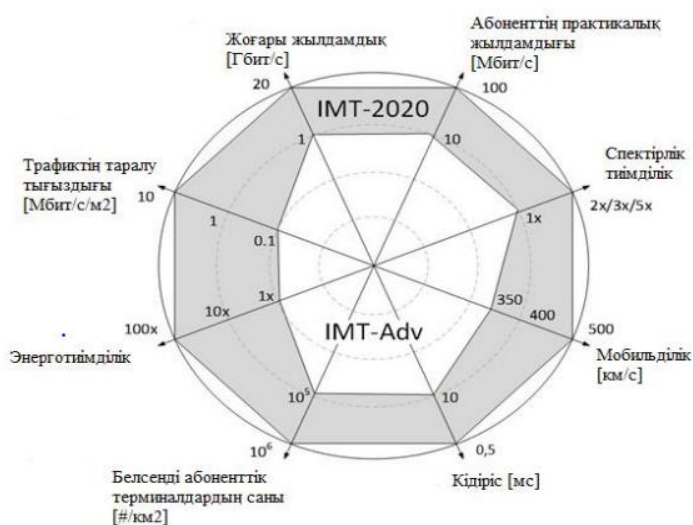 Жоғары жылдамдық
[Гбит/с]
Абоненттің практикалық
жылдамдығы
[Мбит/с]
20
100
IMT-2020
1
10
Трафиктің таралу
тығыздығы
[Мбит/с/м2]
Спектірлік
тиімділік
10
1
0.1
1x
2x/3x/5x
100x
10x
1x
350
400
500
IMT-Adv
Энерготиімділік
Мобильділік
[км/с]
10⁵
10
10⁶
0,5
Белсенді абоненттік
терминалдардың саны
[#/км2]
Кідіріс [мс]